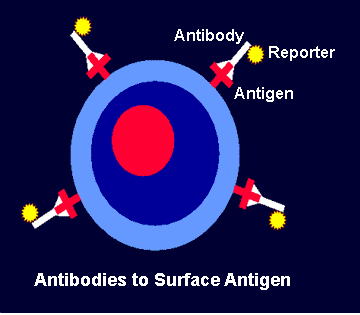 Antibody
Reporter
Antigen
Antibodies to Surface Antigen